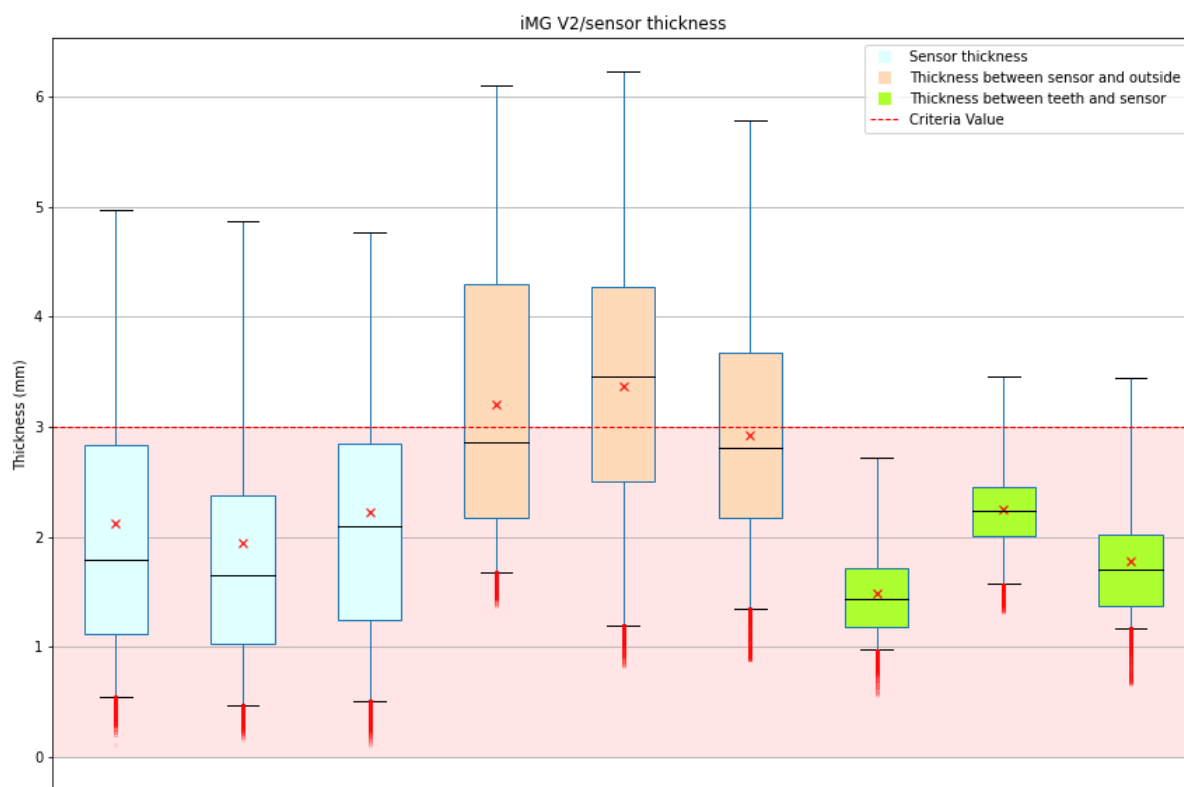 iMG V2/sensor thickness
Sensor thickness
Thickness between sensor and outside
Thickness between teeth and sensor
Criteria Value
Thickness (mm)
6
5
4
3
2
1
0